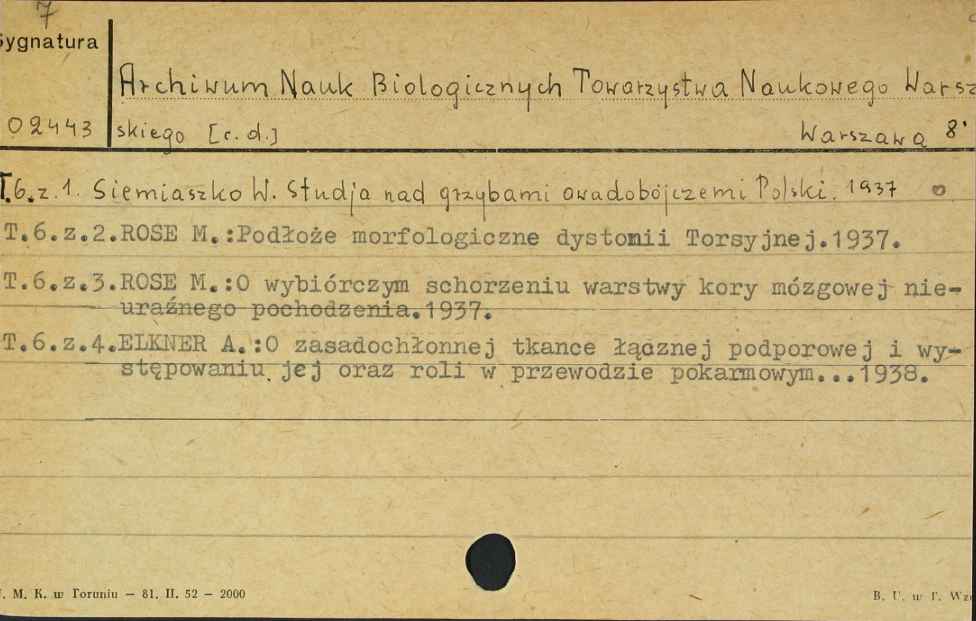 7
Sygnatura
Archiwum Nauk Biologicznych Towarzystwa Naukowego Warsz
02443 skiego [c.d.] Warszawa 8°
T.6.z.1. Siemiaszko W. Studja nad grzybami owadobójczemi Polski. 1937
T.6.z.2.ROSE M.:Podłoże morfologiczne dystonii Torsyjnej.1937.
T.6.z.3.ROSE M.:O wybiórczym schorzeniu warstwy kory mózgowej nie-
uraźnego pochodzenia.1937.
T.6.z.4.ELKNER A.:O zasadochłonnej tkance łącznej podporowej i wy-
stępowaniu jej oraz roli w przewodzie pokarmowym...1938.
. M. K. w Toruniu — 81. II. 52 — 2000
B. U. w T. Wz